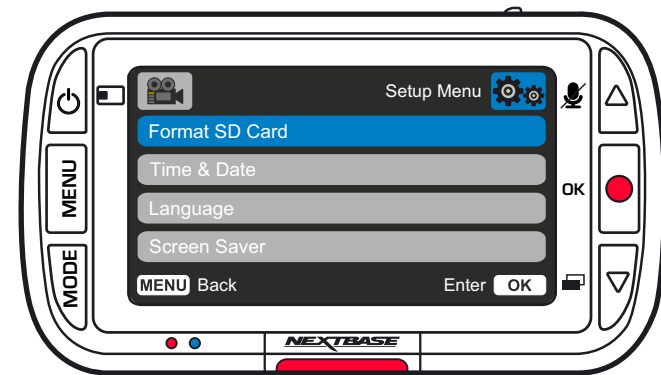 Setup Menu
Format SD Card
Time & Date
Language
Screen Saver
MENU Back
Enter OK
MENU
MODE
OK
NEXTBASE